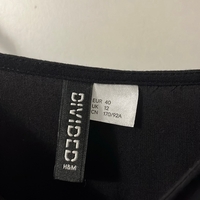 DIVIDED
H&M
EUR 40
UK 12
CN 170/92A